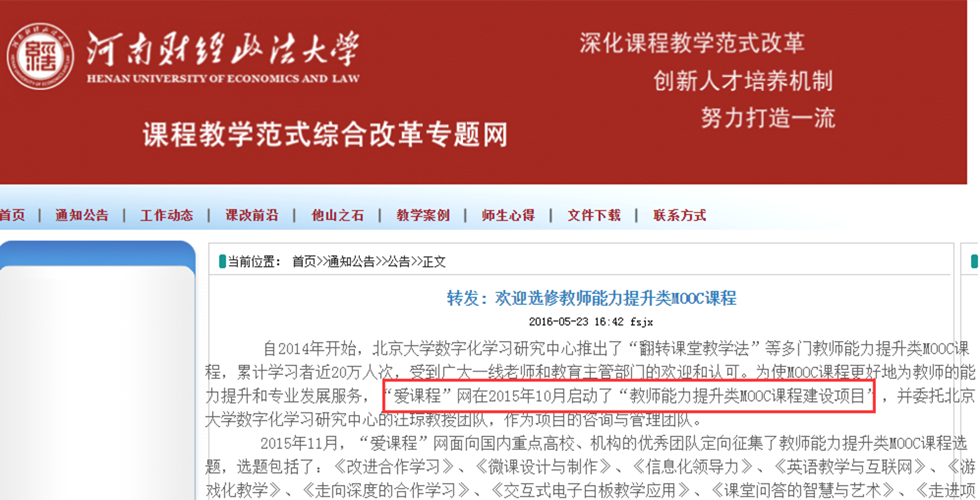 河南财经政法大学
HENAN UNIVERSITY OF ECONOMICS AND LAW
深化课程教学范式改革
创新人才培养机制
努力打造一流
课程教学范式综合改革专题网
首页 | 通知公告 | 工作动态 | 课改前沿 | 他山之石 | 教学案例 | 师生心得 | 文件下载 | 联系方式
当前位置: 首页>>通知公告>>公告>>正文
转发：欢迎选修教师能力提升类MOOC课程
2016-05-23 16:42 fsjx
自2014年开始，北京大学数字化学习研究中心推出了“翻转课堂教学法”等多门教师能力提升类MOOC课
程，累计学习者近20万人次，受到广大一线老师和教育主管部门的欢迎和认可。为使MOOC课程更好地为教师的能
力提升和专业发展服务，“爱课程”网在2015年10月启动了“教师能力提升类MOOC课程建设项目”，并委托北京
大学数字化学习研究中心的汪琼教授团队，作为项目的咨询与管理团队。
2015年11月，“爱课程”网面向国内重点高校、机构的优秀团队定向征集了教师能力提升类MOOC课程选
题，选题包括了：《改进合作学习》、《微课设计与制作》、《信息化领导力》、《英语教学与互联网》、《游
戏化教学》、《走向深度的合作学习》、《交互式电子白板教学应用》、《课堂问答的智慧与艺术》、《走进项